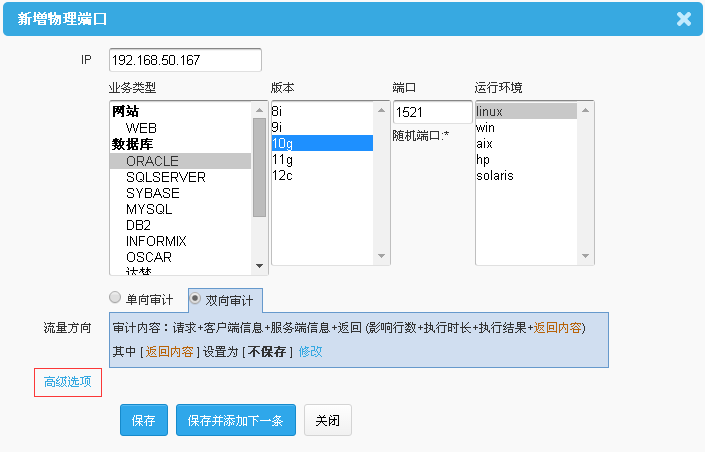 新增物理端口
IP 192.168.50.167
业务类型 版本 端口 运行环境
网站
WEB
数据库
ORACLE
SQLSERVER
SYBASE
MYSQL
DB2
INFORMIX
OSCAR
达梦
8i
9i
10g
11g
12c
1521
随机端口:*
linux
win
aix
hp
solaris
单向审计 双向审计
流量方向
审计内容：请求+客户端信息+服务端信息+返回 (影响行数+执行时长+执行结果+返回内容)
其中 [ 返回内容 ] 设置为 [ 不保存 ] 修改
高级选项
保存 保存并添加下一条 关闭